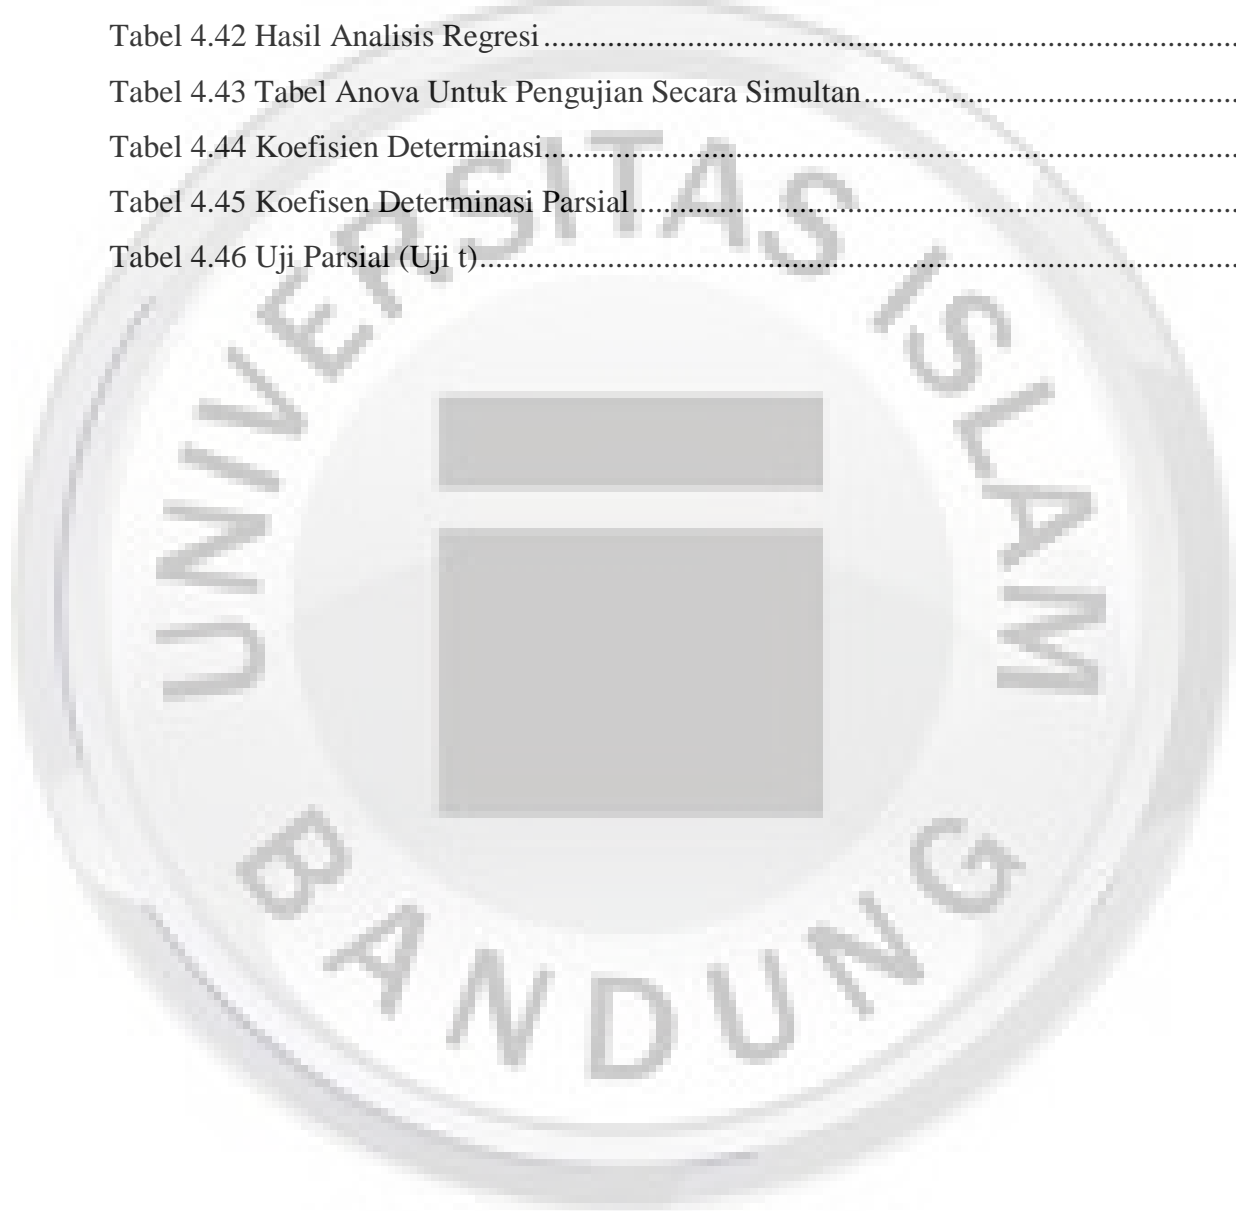 Tabel 4.42 Hasil Analisis Regresi................................................................................................
Tabel 4.43 Tabel Anova Untuk Pengujian Secara Simultan....................................................
Tabel 4.44 Koefisien Determinasi................................................................................................
Tabel 4.45 Koefisen Determinasi Parsial.....................................................................................
Tabel 4.46 Uji Parsial (Uji t).........................................................................................................
UNIVERSITAS ISLAM
BANDUNG